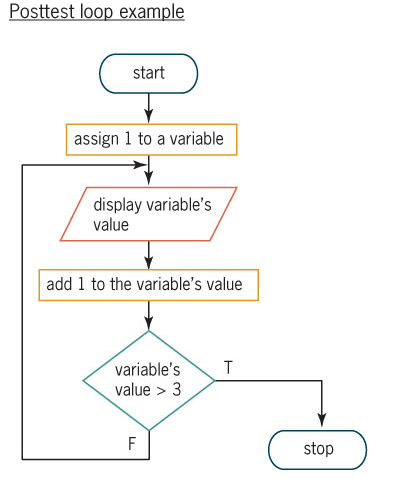 Posttest loop example
start
assign 1 to a variable
display variable's
value
add 1 to the variable's value
variable's
value > 3
T
F
stop